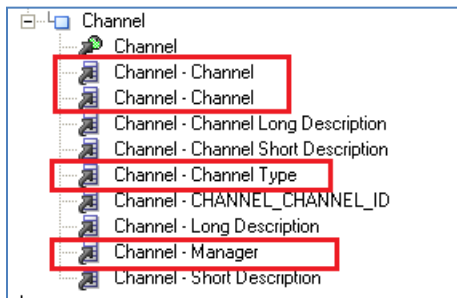 Channel
Channel
Channel - Channel
Channel - Channel
Channel - Channel Long Description
Channel - Channel Short Description
Channel - Channel Type
Channel - CHANNEL_CHANNEL_ID
Channel - Long Description
Channel - Manager
Channel - Short Description